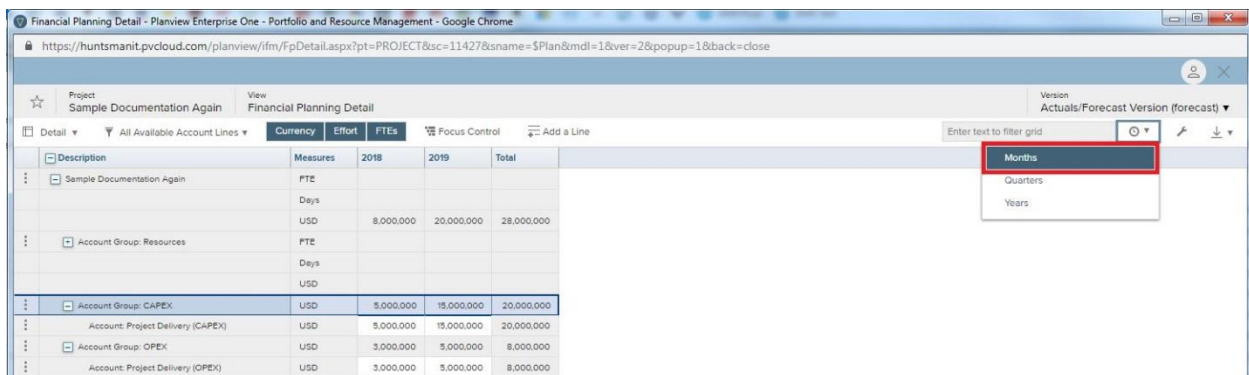 Financial Planning Detail - Planview Enterprise One - Portfolio and Resource Management - Google Chrome
https://huntsmanit.pvcloud.com/planview/ifm/FpDetail.aspx?pt=PROJECT&sc=11427&sname=$Plan&mdl=1&ver=2&popup=1&back=close
Project View Version
Sample Documentation Again Financial Planning Detail Actuals/Forecast Version (forecast)
Detail All Available Account Lines Currency Effort FTEs Focus Control Add a Line Enter text to filter grid
Description Measures 2018 2019 Total Months
Sample Documentation Again FTE Quarters
Days Years
USD 8,000,000 20,000,000 28,000,000
Account Group: Resources FTE
Days
USD
Account Group: CAPEX USD 5,000,000 15,000,000 20,000,000
Account: Project Delivery (CAPEX) USD 5,000,000 15,000,000 20,000,000
Account Group: OPEX USD 3,000,000 5,000,000 8,000,000
Account: Project Delivery (OPEX) USD 3,000,000 5,000,000 8,000,000